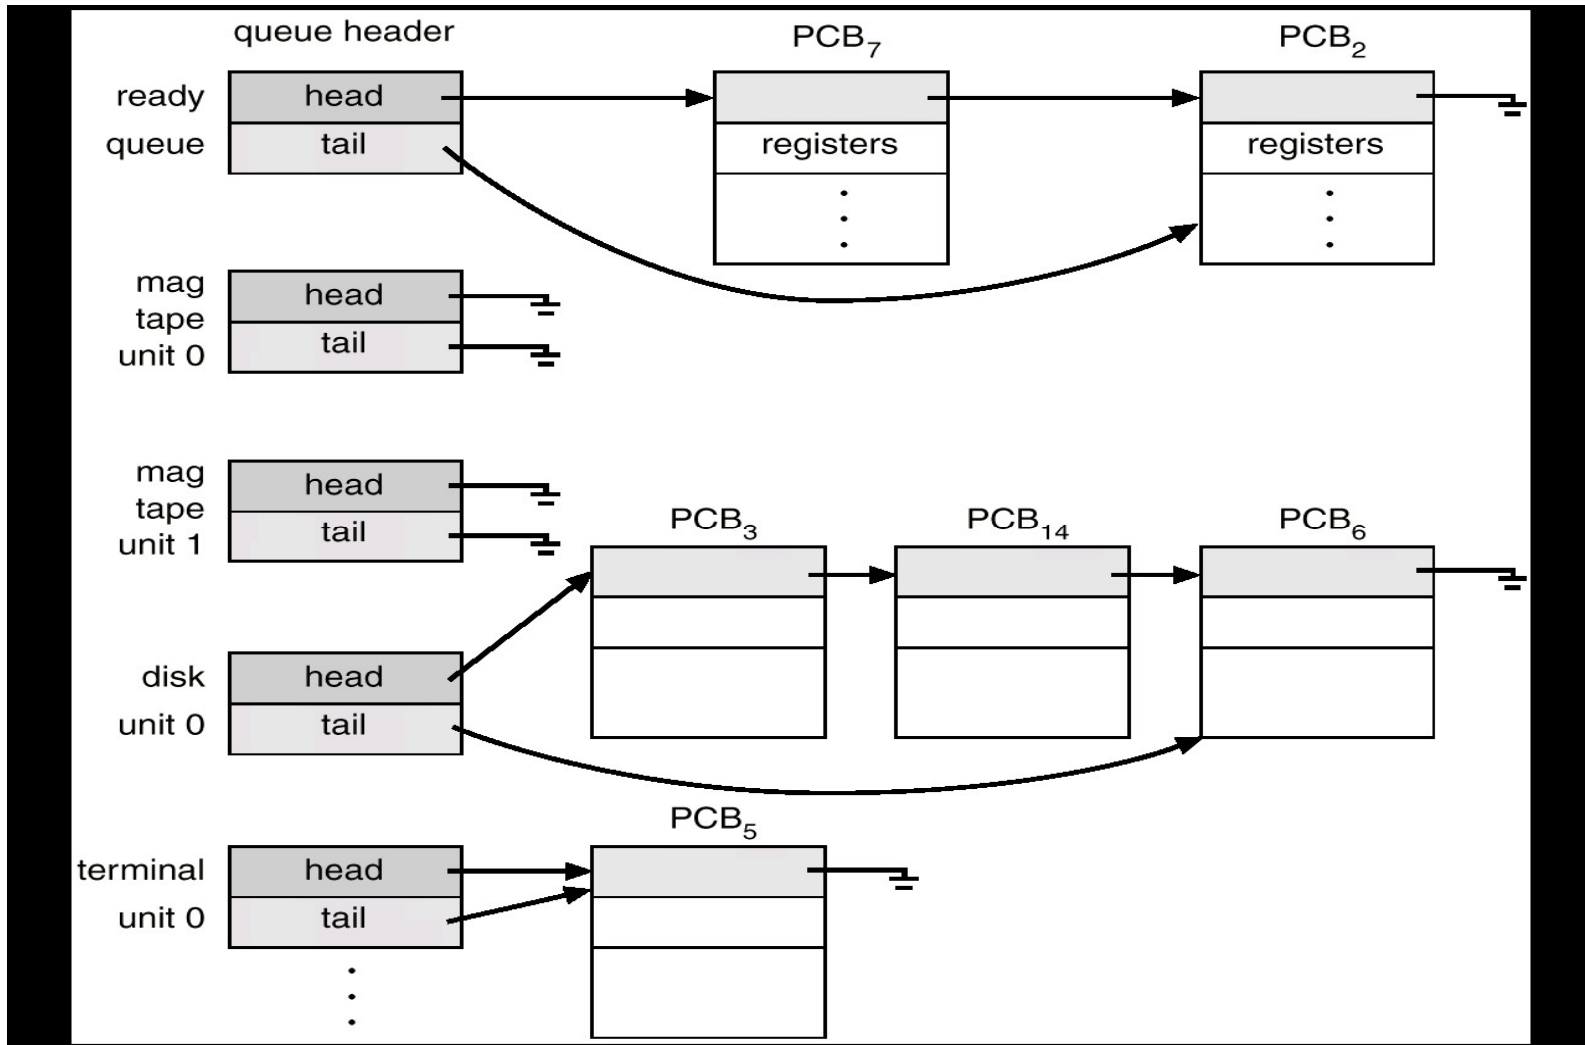 queue header
PCB7
PCB2
ready
queue
head
tail
registers
registers
mag
tape
unit 0
head
tail
mag
tape
unit 1
head
tail
PCB3
PCB14
PCB6
disk
unit 0
head
tail
PCB5
terminal
unit 0
head
tail